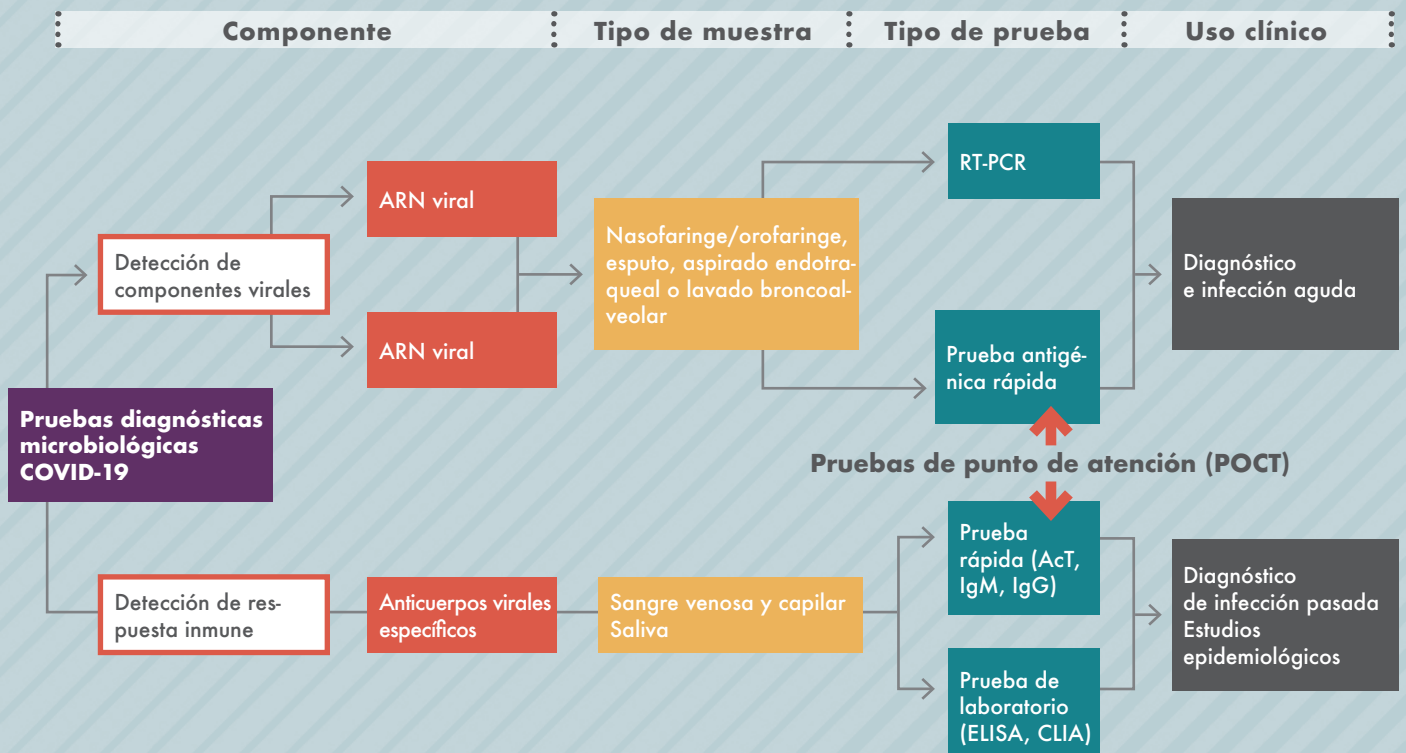 Componente
Tipo de muestra
Tipo de prueba
Uso clínico
Pruebas diagnósticas
microbiológicas
COVID-19
Detección de
componentes virales
ARN viral
ARN viral
Nasofaringe/orofaringe,
esputo, aspirado endotra-
queal o lavado broncoal-
veolar
RT-PCR
Prueba antigé-
nica rápida
Diagnóstico
e infección aguda
Pruebas de punto de atención (POCT)
Detección de res-
puesta inmune
Anticuerpos virales
específicos
Sangre venosa y capilar
Saliva
Prueba
rápida (AcT,
IgM, IgG)
Prueba de
laboratorio
(ELISA, CLIA)
Diagnóstico
de infección pasada
Estudios
epidemiológicos